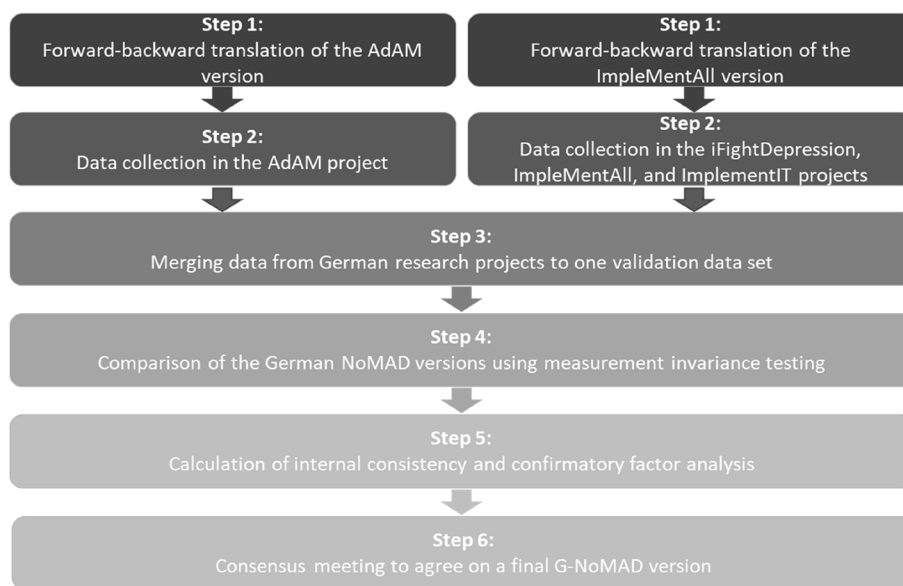 Step 1:
Forward-backward translation of the AdAM
version
Step 1:
Forward-backward translation of the
ImpleMentAll version
Step 2:
Data collection in the AdAM project
Step 2:
Data collection in the iFightDepression,
ImpleMentAll, and ImplementIT projects
Step 3:
Merging data from German research projects to one validation data set
Step 4:
Comparison of the German NoMAD versions using measurement invariance testing
Step 5:
Calculation of internal consistency and confirmatory factor analysis
Step 6:
Consensus meeting to agree on a final G-NoMAD version